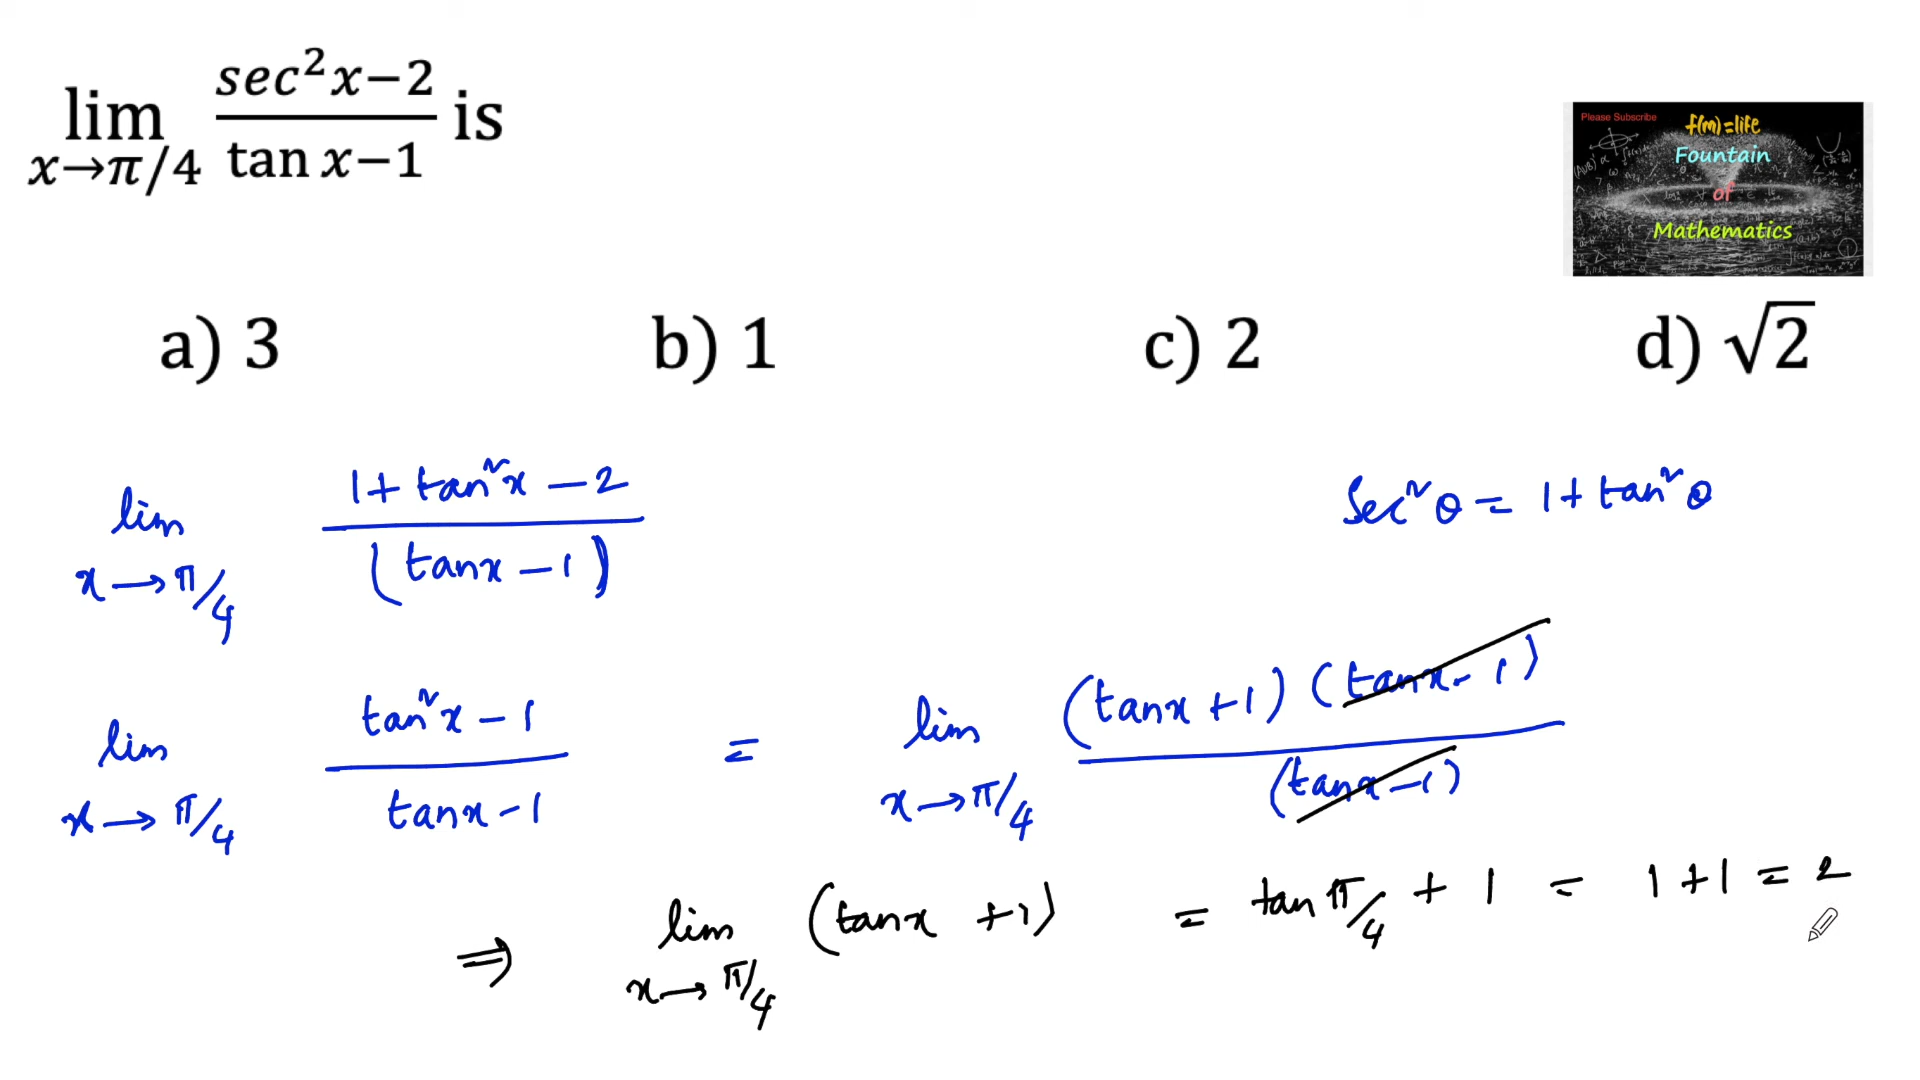 lim x→π/4 (sec²x−2)/(tan x−1) is
Please Subscribe
f(m)=life
Fountain
of
Mathematics
a) 3 b) 1 c) 2 d) √2
lim x→π/4 (1+tan²x−2)/(tanx−1)
Sec²θ = 1+tan²θ
lim x→π/4 (tan²x−1)/(tanx−1) = lim x→π/4 (tanx+1)(tanx-1)/(tanx−1)
⇒ lim x→π/4 (tanx+1) = tan π/4 + 1 = 1+1 = 2